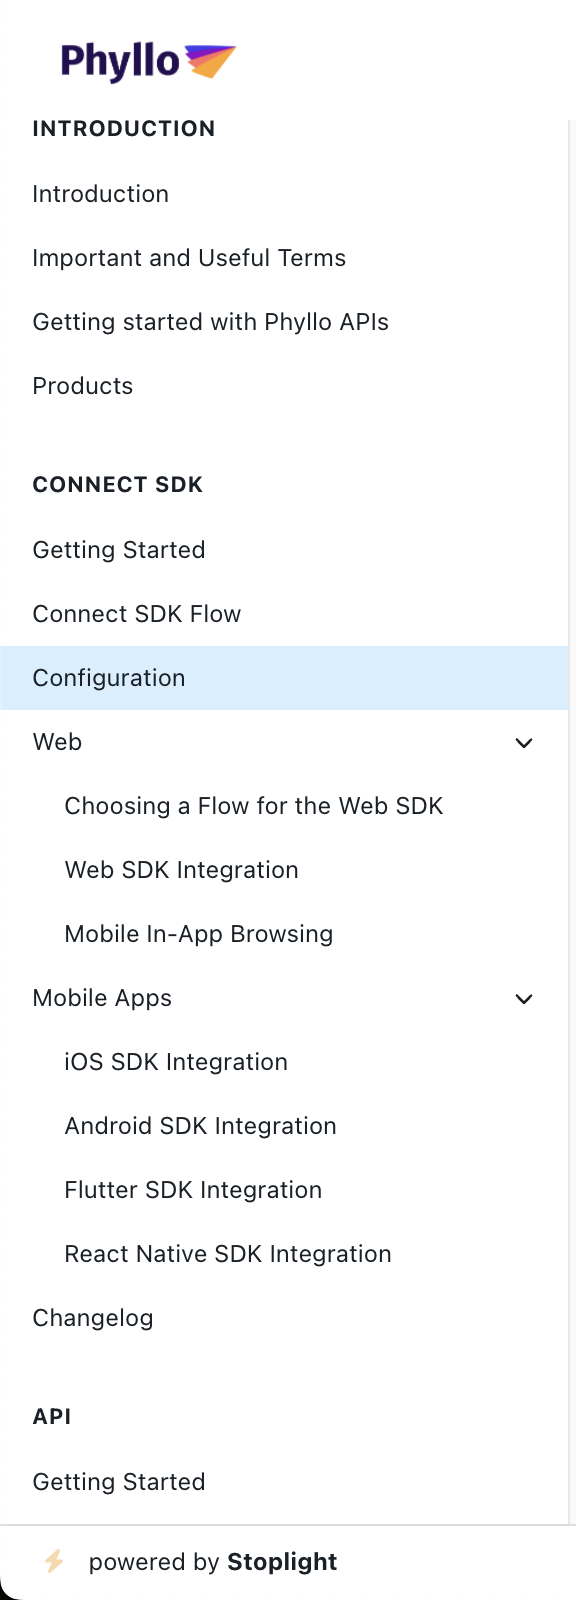 Phyllo
INTRODUCTION
Introduction
Important and Useful Terms
Getting started with Phyllo APIs
Products
CONNECT SDK
Getting Started
Connect SDK Flow
Configuration
Web
Choosing a Flow for the Web SDK
Web SDK Integration
Mobile In-App Browsing
Mobile Apps
iOS SDK Integration
Android SDK Integration
Flutter SDK Integration
React Native SDK Integration
Changelog
API
Getting Started
powered by Stoplight